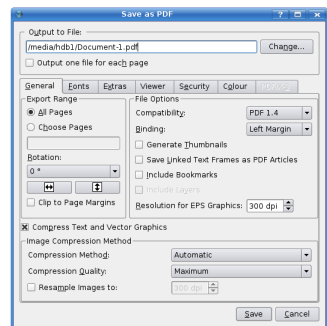 Save as PDF
Output to File:
/media/hdb1/Document-1.pdf
Change...
Output one file for each page
General Fonts Extras Viewer Security Colour
Export Range
All Pages
Choose Pages
Rotation:
0 °
Clip to Page Margins
File Options
Compatibility: PDF 1.4
Binding: Left Margin
Generate Thumbnails
Save Linked Text Frames as PDF Articles
Include Bookmarks
Include Layers
Resolution for EPS Graphics: 300 dpi
Compress Text and Vector Graphics
Image Compression Method
Compression Method: Automatic
Compression Quality: Maximum
Resample Images to: 300 dpi
Save Cancel